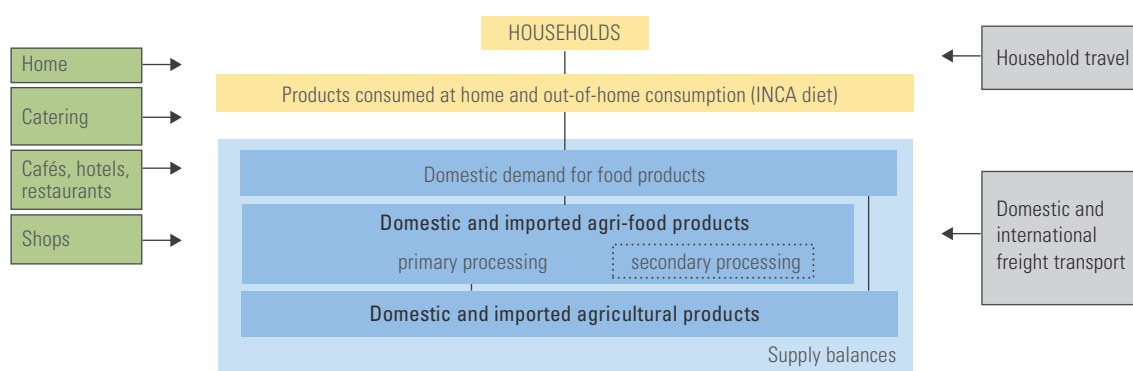 HOUSEHOLDS
Home
Household travel
Products consumed at home and out-of-home consumption (INCA diet)
Catering
Cafés, hotels,
restaurants
Domestic demand for food products
Domestic and imported agri-food products
Domestic and
international
freight transport
Shops
primary processing
secondary processing
Domestic and imported agricultural products
Supply balances